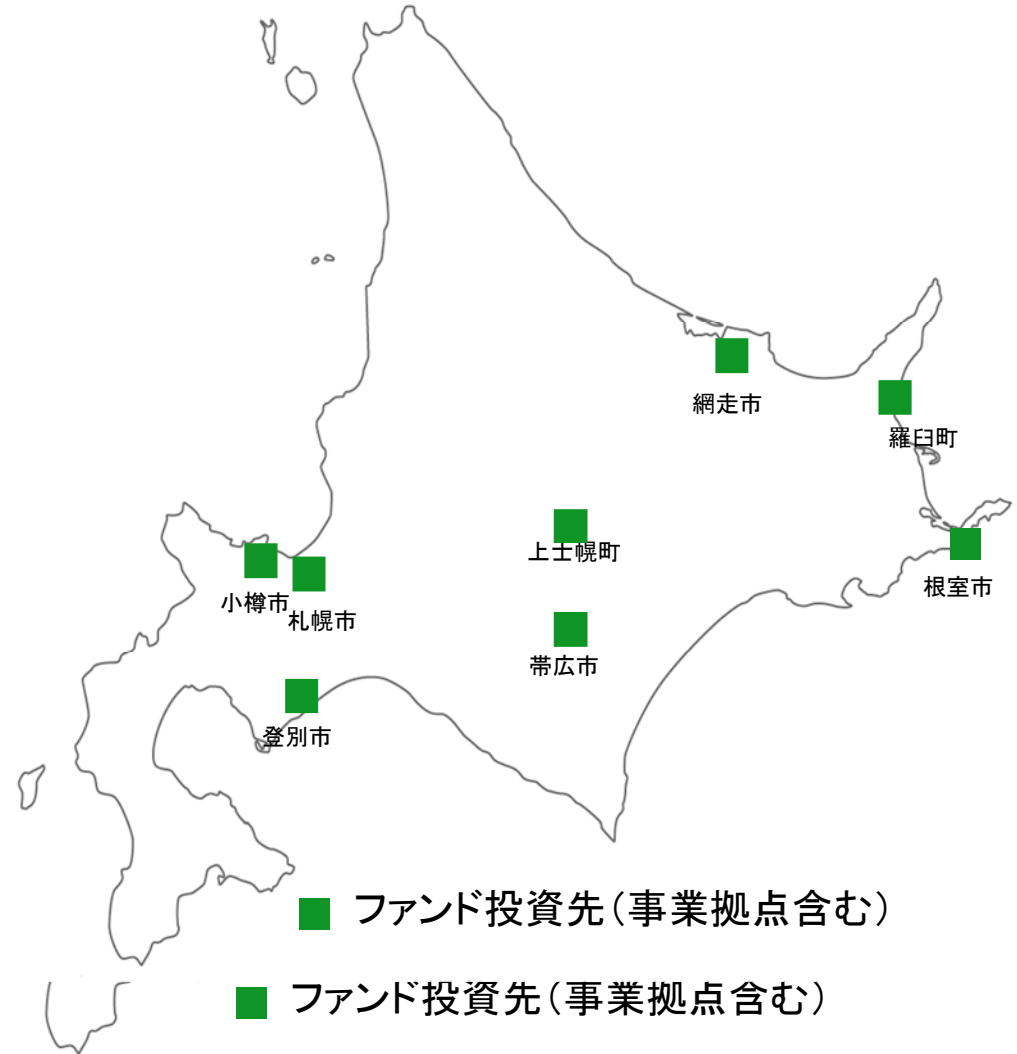 網走市
羅臼町
上士幌町
根室市
小樽市
札幌市
帯広市
登別市
ファンド投資先（事業拠点含む）
ファンド投資先（事業拠点含む）